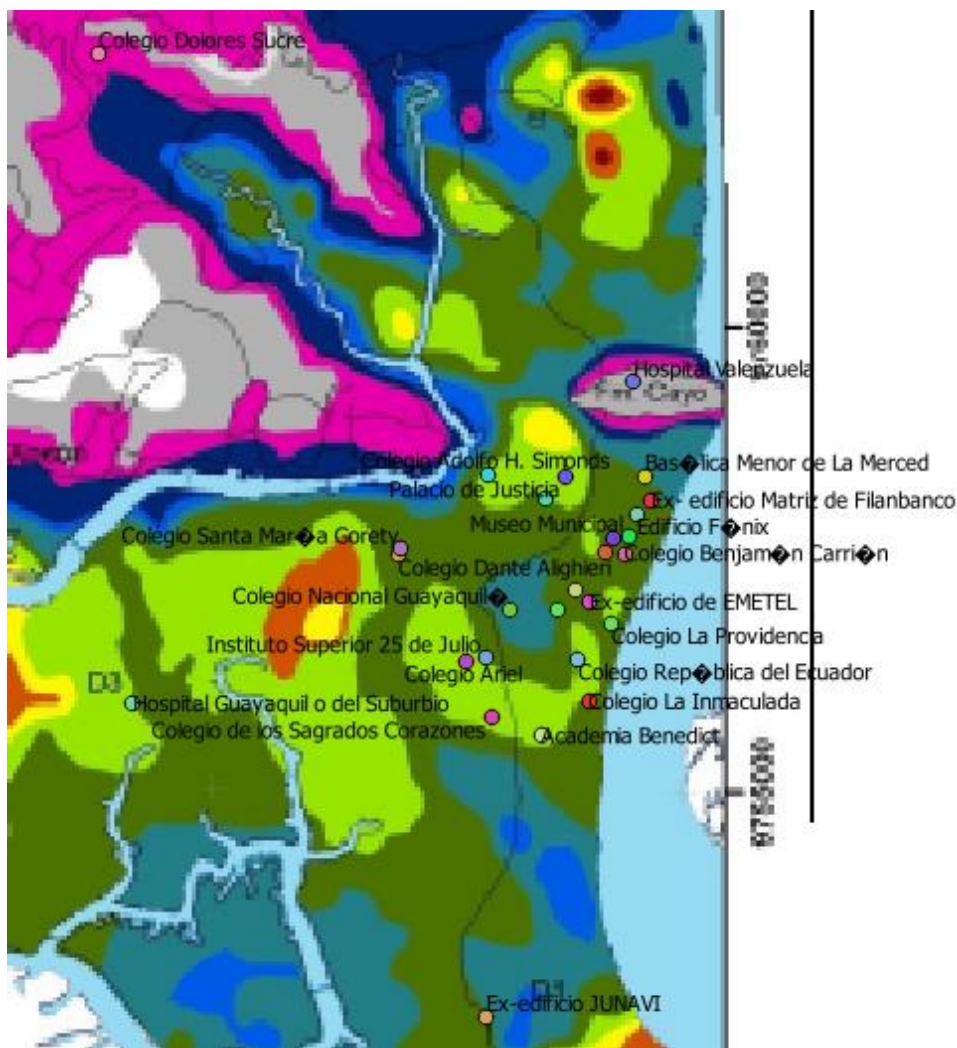 Colegio Dolores Sucre
Hospital Valenzuela
Colegio Adolfo H. Simonds
Bas�lica Menor de La Merced
Palacio de Justicia
Ex- edificio Matriz de Filanbanco
Museo Municipal
Edificio F�nix
Colegio Santa Mar�a Gorety
Colegio Benjam�n Carri�n
Colegio Dante Alighieri
Colegio Nacional Guayaquil�
Ex-edificio de EMETEL
Colegio La Providencia
Instituto Superior 25 de Julio
Colegio Ariel
Colegio Rep�blica del Ecuador
D3
Hospital Guayaquil o del Suburbio
Colegio La Inmaculada
Colegio de los Sagrados Corazones
Academia Benedict
9755000
Ex-edificio JUNAVI